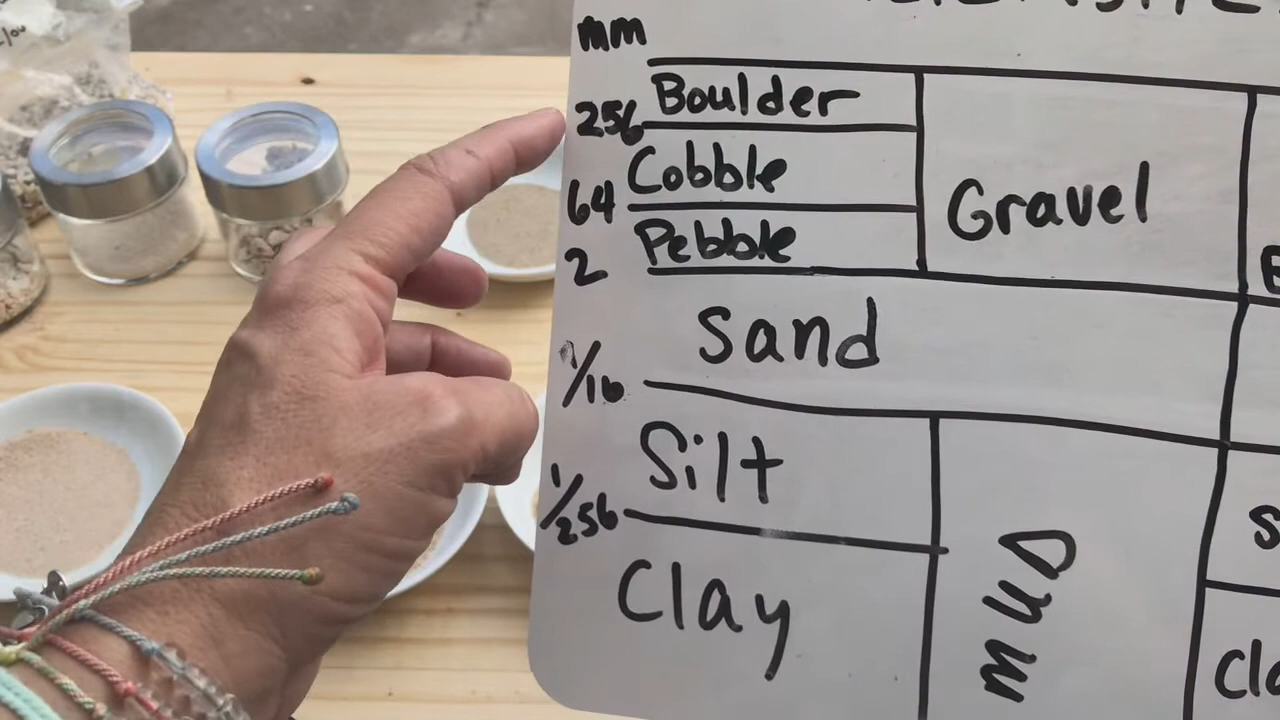 mm
256 Boulder
64 Cobble
2 Pebble
Gravel
Sand
1/16
Silt
1/256
Clay
MUD